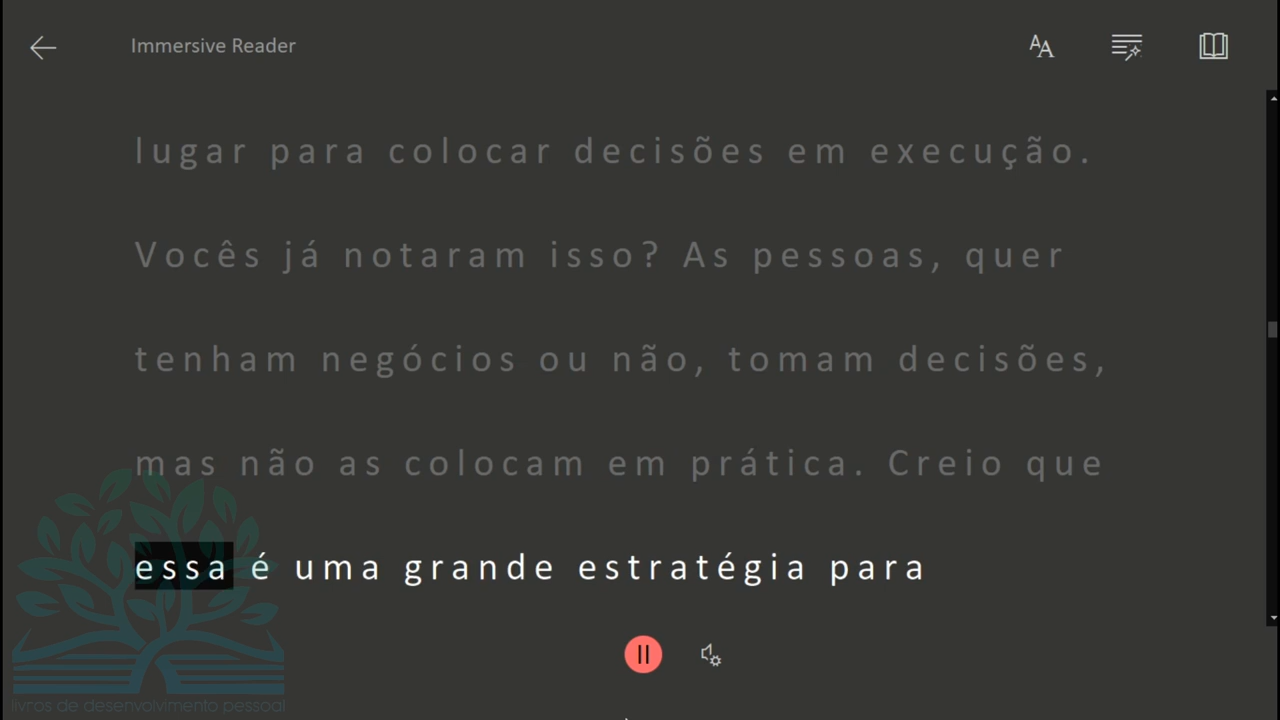 Immersive Reader
lugar para colocar decisões em execução.
Vocês já notaram isso? As pessoas, quer
tenham negócios ou não, tomam decisões,
mas não as colocam em prática. Creio que
essa é uma grande estratégia para
livros de desenvolvimento pessoal